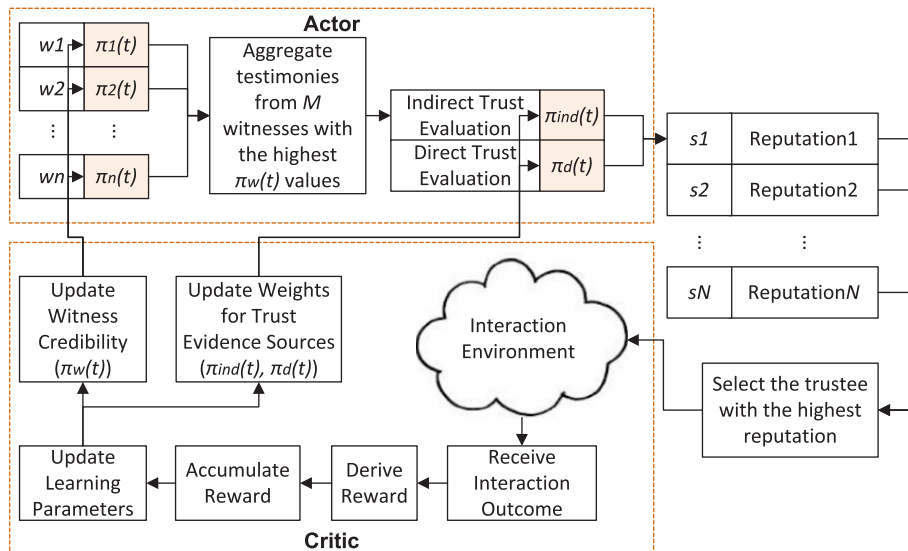 Actor
w1 π1(t)
w2 π2(t)
⋮ ⋮
wn πn(t)
Aggregate
testimonies
from M
witnesses with
the highest
πw(t) values
Indirect Trust
Evaluation
πind(t)
Direct Trust
Evaluation
πd(t)
s1 Reputation1
s2 Reputation2
⋮ ⋮
sN ReputationN
Update
Witness
Credibility
(πw(t))
Update Weights
for Trust
Evidence Sources
(πind(t), πd(t))
Interaction
Environment
Select the trustee
with the highest
reputation
Update
Learning
Parameters
Accumulate
Reward
Derive
Reward
Receive
Interaction
Outcome
Critic